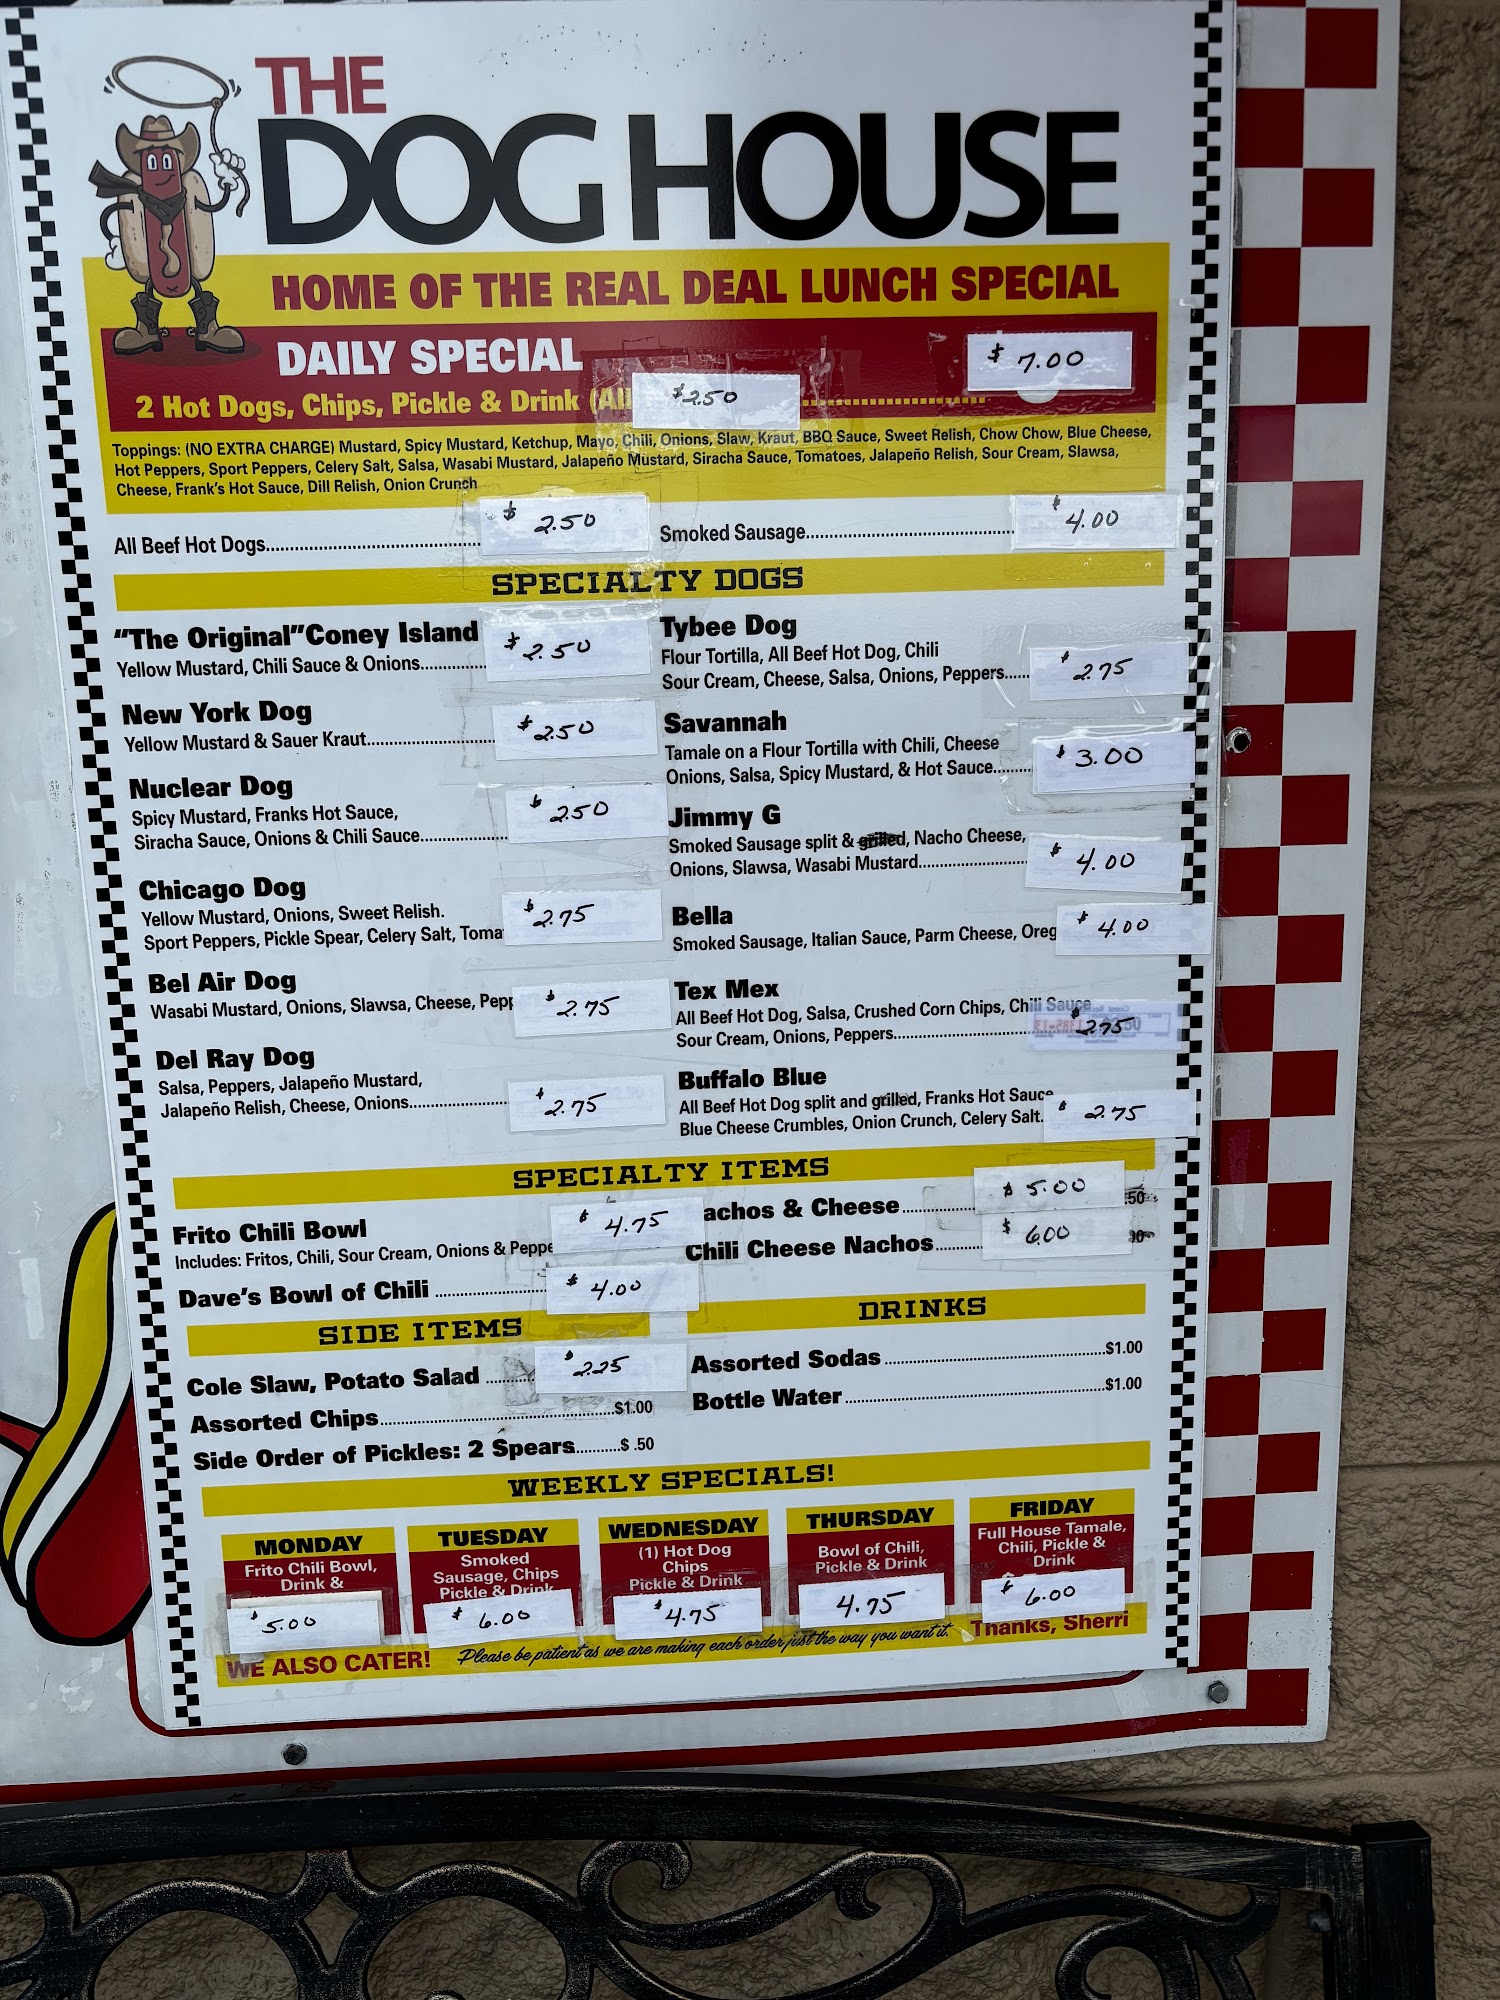 THE
DOG HOUSE
HOME OF THE REAL DEAL LUNCH SPECIAL
DAILY SPECIAL
$7.00
2 Hot Dogs, Chips, Pickle & Drink (All $2.50
Toppings: (NO EXTRA CHARGE) Mustard, Spicy Mustard, Ketchup, Mayo, Chili, Onions, Slaw, Kraut, BBQ Sauce, Sweet Relish, Chow Chow, Blue Cheese,
Hot Peppers, Sport Peppers, Celery Salt, Salsa, Wasabi Mustard, Jalapeño Mustard, Siracha Sauce, Tomatoes, Jalapeño Relish, Sour Cream, Slawsa,
Cheese, Frank's Hot Sauce, Dill Relish, Onion Crunch
All Beef Hot Dogs $2.50
Smoked Sausage $4.00
SPECIALTY DOGS
"The Original"Coney Island
Yellow Mustard, Chili Sauce & Onions $2.50
New York Dog
Yellow Mustard & Sauer Kraut $2.50
Nuclear Dog
Spicy Mustard, Franks Hot Sauce,
Siracha Sauce, Onions & Chili Sauce $2.50
Chicago Dog
Yellow Mustard, Onions, Sweet Relish.
Sport Peppers, Pickle Spear, Celery Salt, Toma $2.75
Bel Air Dog
Wasabi Mustard, Onions, Slawsa, Cheese, Pepp $2.75
Del Ray Dog
Salsa, Peppers, Jalapeño Mustard,
Jalapeño Relish, Cheese, Onions $2.75
Tybee Dog
Flour Tortilla, All Beef Hot Dog, Chili
Sour Cream, Cheese, Salsa, Onions, Peppers $2.75
Savannah
Tamale on a Flour Tortilla with Chili, Cheese
Onions, Salsa, Spicy Mustard, & Hot Sauce $3.00
Jimmy G
Smoked Sausage split & grilled, Nacho Cheese,
Onions, Slawsa, Wasabi Mustard $4.00
Bella
Smoked Sausage, Italian Sauce, Parm Cheese, Oreg $4.00
Tex Mex
All Beef Hot Dog, Salsa, Crushed Corn Chips, Chili Sauce
Sour Cream, Onions, Peppers $2.75
Buffalo Blue
All Beef Hot Dog split and grilled, Franks Hot Sauce
Blue Cheese Crumbles, Onion Crunch, Celery Salt. $2.75
SPECIALTY ITEMS
Frito Chili Bowl $4.75
Includes: Fritos, Chili, Sour Cream, Onions & Peppe
Dave's Bowl of Chili $4.00
achos & Cheese $5.00 50
Chili Cheese Nachos $6.00
SIDE ITEMS
Cole Slaw, Potato Salad $2.25
Assorted Chips $1.00
Side Order of Pickles: 2 Spears $ .50
DRINKS
Assorted Sodas $1.00
Bottle Water $1.00
WEEKLY SPECIALS!
MONDAY
Frito Chili Bowl,
Drink &
$5.00
TUESDAY
Smoked
Sausage, Chips
Pickle & Drink
$6.00
WEDNESDAY
(1) Hot Dog
Chips
Pickle & Drink
$4.75
THURSDAY
Bowl of Chili,
Pickle & Drink
4.75
FRIDAY
Full House Tamale,
Chili, Pickle &
Drink
$6.00
WE ALSO CATER!
Please be patient as we are making each order just the way you want it.
Thanks, Sherri